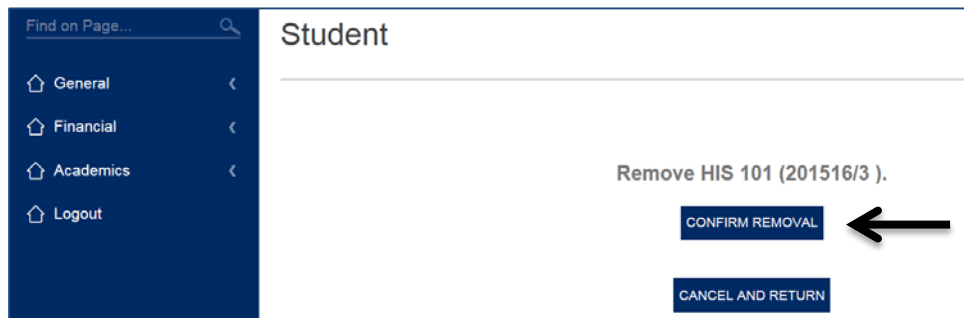 Find on Page...
General
Financial
Academics
Logout
Student
Remove HIS 101 (201516/3 ).
CONFIRM REMOVAL
CANCEL AND RETURN